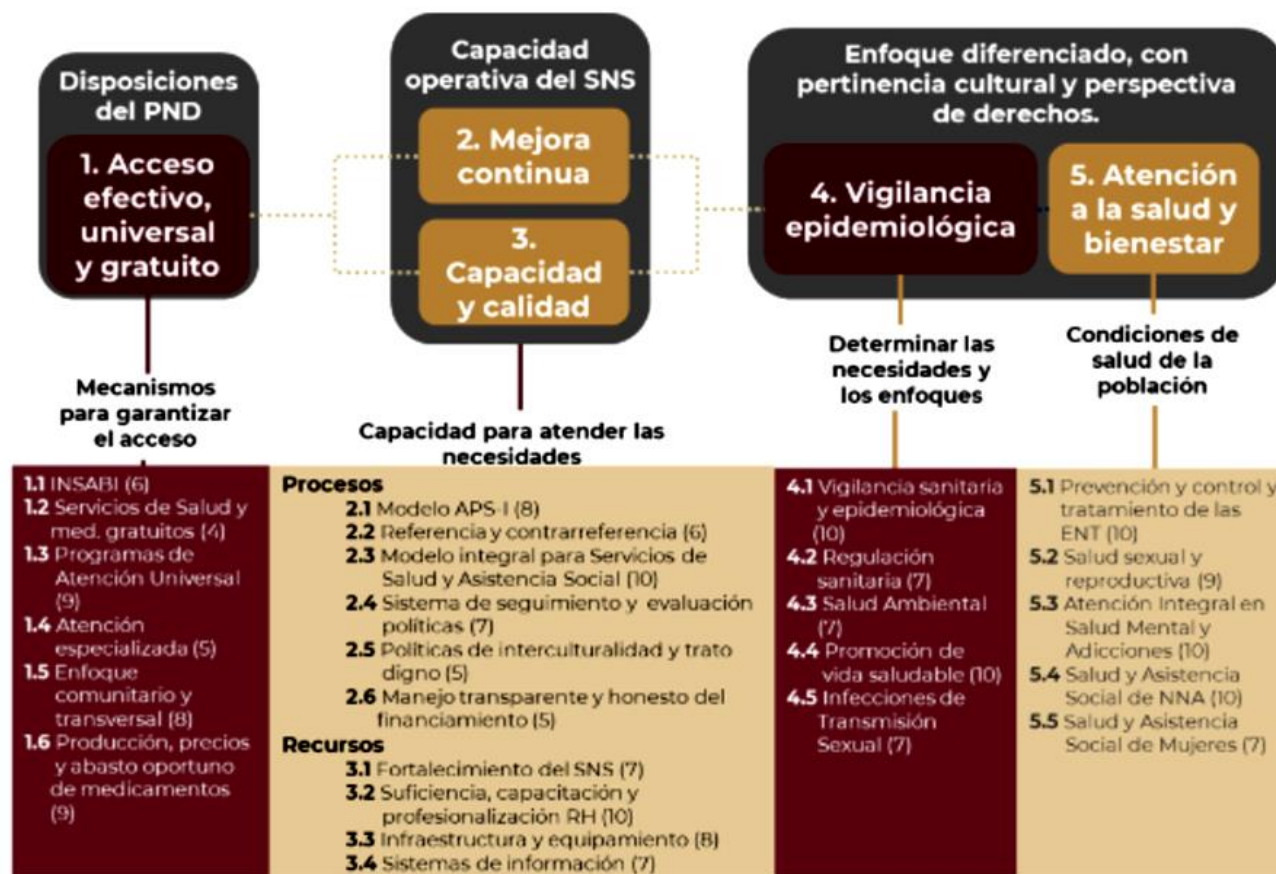 Disposiciones
del PND
1. Acceso
efectivo,
universal
y gratuito
Capacidad
operativa del SNS
2. Mejora
continua
3.
Capacidad
y calidad
Enfoque diferenciado, con
pertinencia cultural y perspectiva
de derechos.
4. Vigilancia
epidemiológica
5. Atención
a la salud y
bienestar
Mecanismos
para garantizar
el acceso
Capacidad para atender las
necesidades
Determinar las
necesidades y
los enfoques
Condiciones de
salud de la
población
1.1 INSABI (6)
1.2 Servicios de Salud y
med. gratuitos (4)
1.3 Programas de
Atención Universal
(9)
1.4 Atención
especializada (5)
1.5 Enfoque
comunitario y
transversal (8)
1.6 Producción, precios
y abasto oportuno
de medicamentos
(9)
Procesos
2.1 Modelo APS-I (8)
2.2 Referencia y contrarreferencia (6)
2.3 Modelo integral para Servicios de
Salud y Asistencia Social (10)
2.4 Sistema de seguimiento y evaluación
políticas (7)
2.5 Políticas de interculturalidad y trato
digno (5)
2.6 Manejo transparente y honesto del
financiamiento (5)
Recursos
3.1 Fortalecimiento del SNS (7)
3.2 Suficiencia, capacitación y
profesionalización RH (10)
3.3 Infraestructura y equipamiento (8)
3.4 Sistemas de información (7)
4.1 Vigilancia sanitaria
y epidemiológica
(10)
4.2 Regulación
sanitaria (7)
4.3 Salud Ambiental
(7)
4.4 Promoción de
vida saludable (10)
4.5 Infecciones de
Transmisión
Sexual (7)
5.1 Prevención y control y
tratamiento de las
ENT (10)
5.2 Salud sexual y
reproductiva (9)
5.3 Atención Integral en
Salud Mental y
Adicciones (10)
5.4 Salud y Asistencia
Social de NNA (10)
5.5 Salud y Asistencia
Social de Mujeres (7)